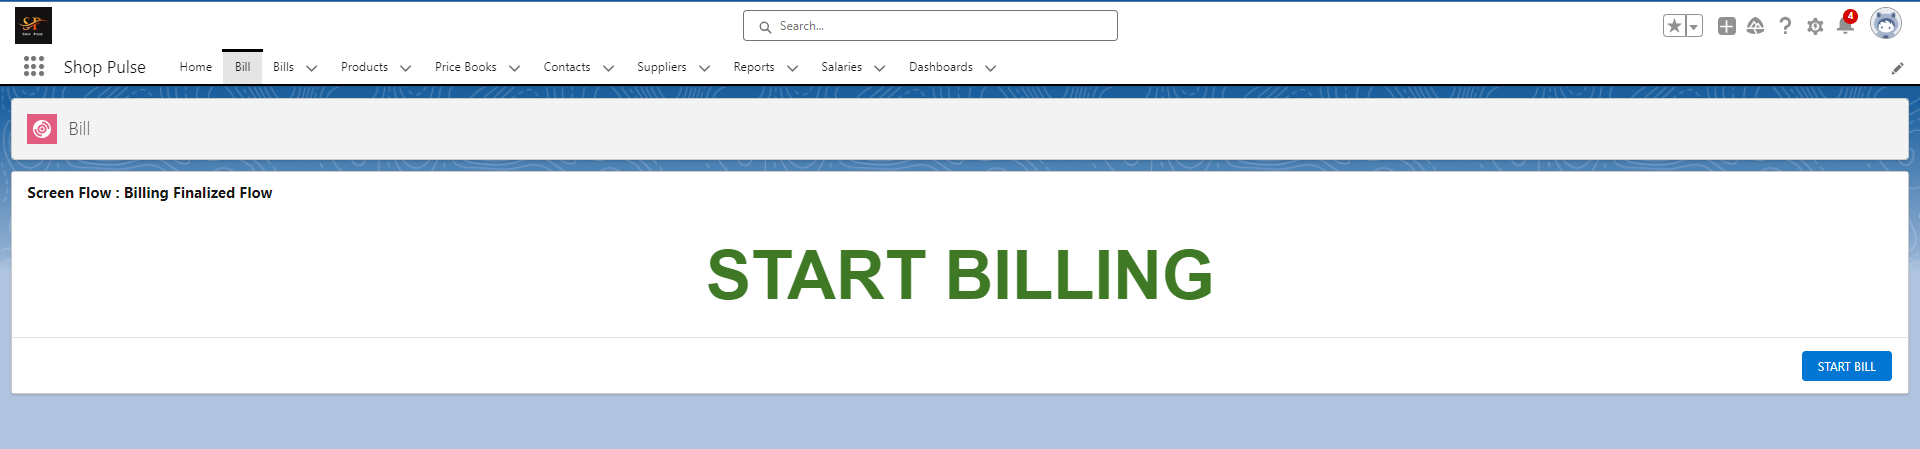 SP
Search...
4
Shop Pulse
Home
Bill
Bills
Products
Price Books
Contacts
Suppliers
Reports
Salaries
Dashboards
Bill
Screen Flow : Billing Finalized Flow
START BILLING
START BILL